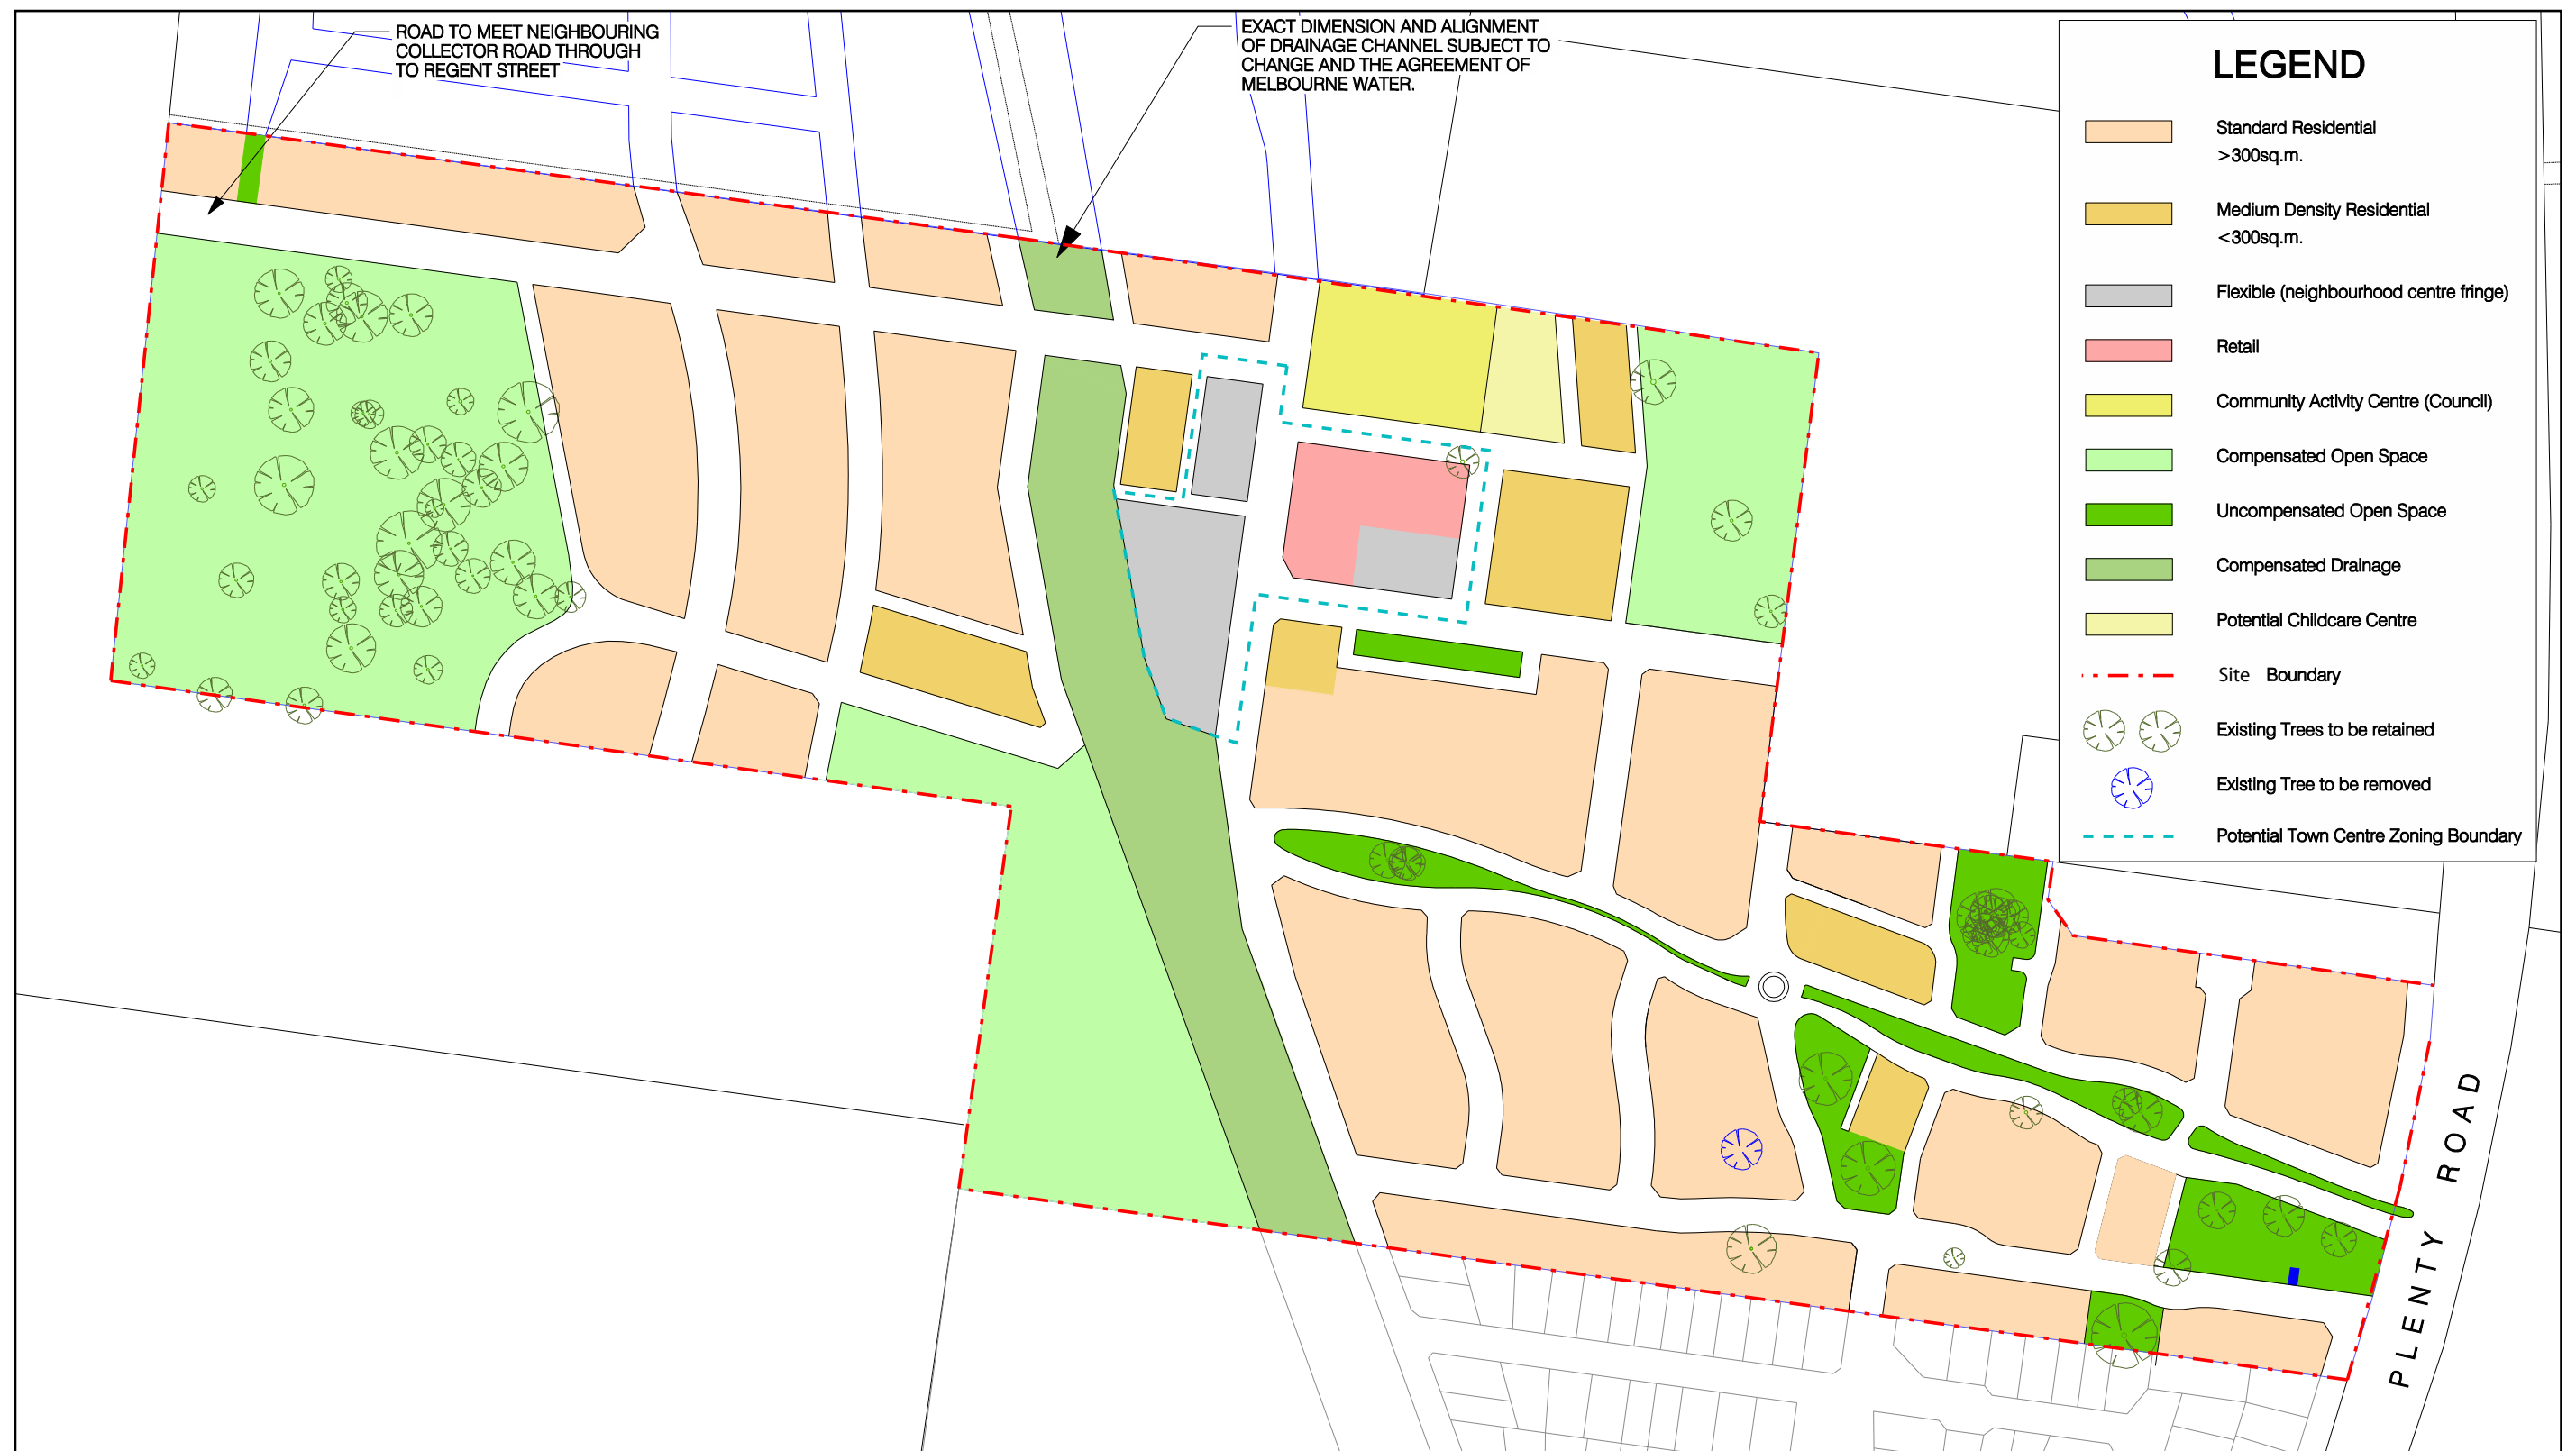 ROAD TO MEET NEIGHBOURING
COLLECTOR ROAD THROUGH
TO REGENT STREET
EXACT DIMENSION AND ALIGNMENT
OF DRAINAGE CHANNEL SUBJECT TO
CHANGE AND THE AGREEMENT OF
MELBOURNE WATER.
LEGEND
Standard Residential
>300sq.m.
Medium Density Residential
<300sq.m.
Flexible (neighbourhood centre fringe)
Retail
Community Activity Centre (Council)
Compensated Open Space
Uncompensated Open Space
Compensated Drainage
Potential Childcare Centre
Site Boundary
Existing Trees to be retained
Existing Tree to be removed
Potential Town Centre Zoning Boundary
PLENTY ROAD